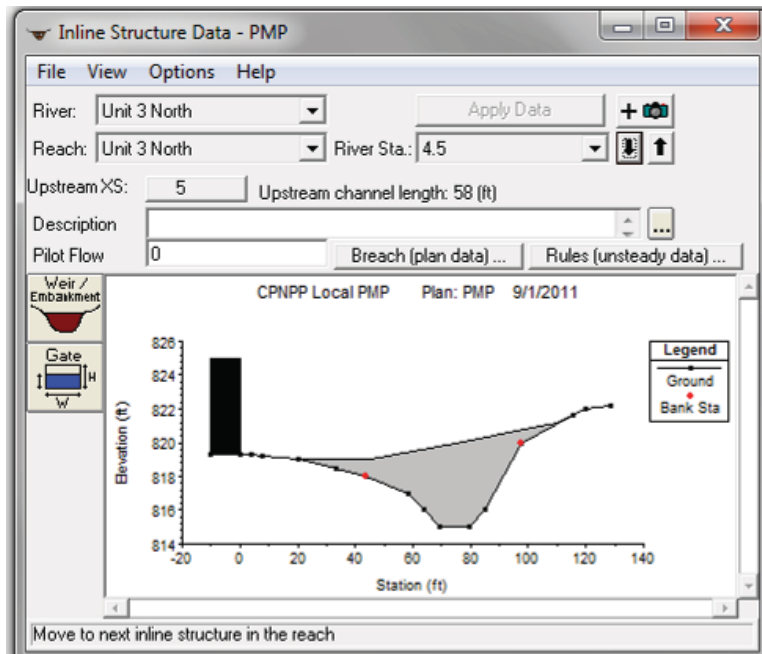 Inline Structure Data - PMP
File View Options Help
River: Unit 3 North Apply Data +
Reach: Unit 3 North River Sta.: 4.5
Upstream XS: 5 Upstream channel length: 58 (ft)
Description ...
Pilot Flow 0 Breach (plan data) ... Rules (unsteady data) ...
Weir /
Embankment
Gate
H
W
CPNPP Local PMP Plan: PMP 9/1/2011
826
824
822
820
818
816
814
Elevation (ft)
-20 0 20 40 60 80 100 120 140
Station (ft)
Legend
Ground
Bank Sta
Move to next inline structure in the reach